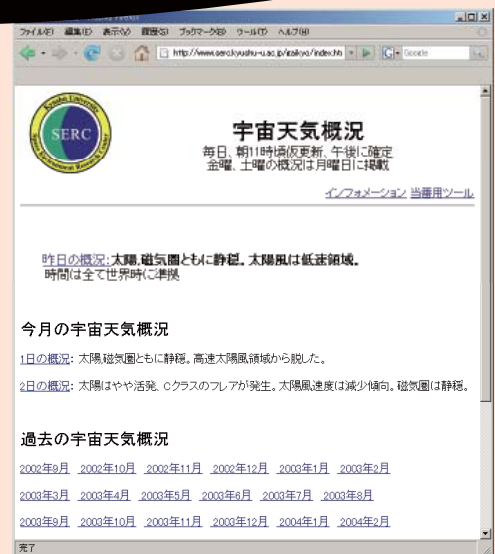 ファイル(F) 編集(E) 表示(V) 履歴(S) ブックマーク(B) ツール(T) ヘルプ(H)
http://www.serc.kyushu-u.ac.jp/gaikyo/index.ht
Google
Kyushu University
SERC
Space Environment Research Center
宇宙天気概況
毎日、朝11時頃仮更新、午後に確定
金曜、土曜の概況は月曜日に掲載
インフォメーション 当番用ツール
昨日の概況:太陽,磁気圏ともに静穏。太陽風は低速領域。
時間は全て世界時に準拠
今月の宇宙天気概況
1日の概況: 太陽,磁気圏ともに静穏。高速太陽風領域から脱した。
2日の概況: 太陽はやや活発、Cクラスのフレアが発生。太陽風速度は減少傾向。磁気圏は静穏。
過去の宇宙天気概況
2002年9月 2002年10月 2002年11月 2002年12月 2003年1月 2003年2月
2003年3月 2003年4月 2003年5月 2003年6月 2003年7月 2003年8月
2003年9月 2003年10月 2003年11月 2003年12月 2004年1月 2004年2月
完了